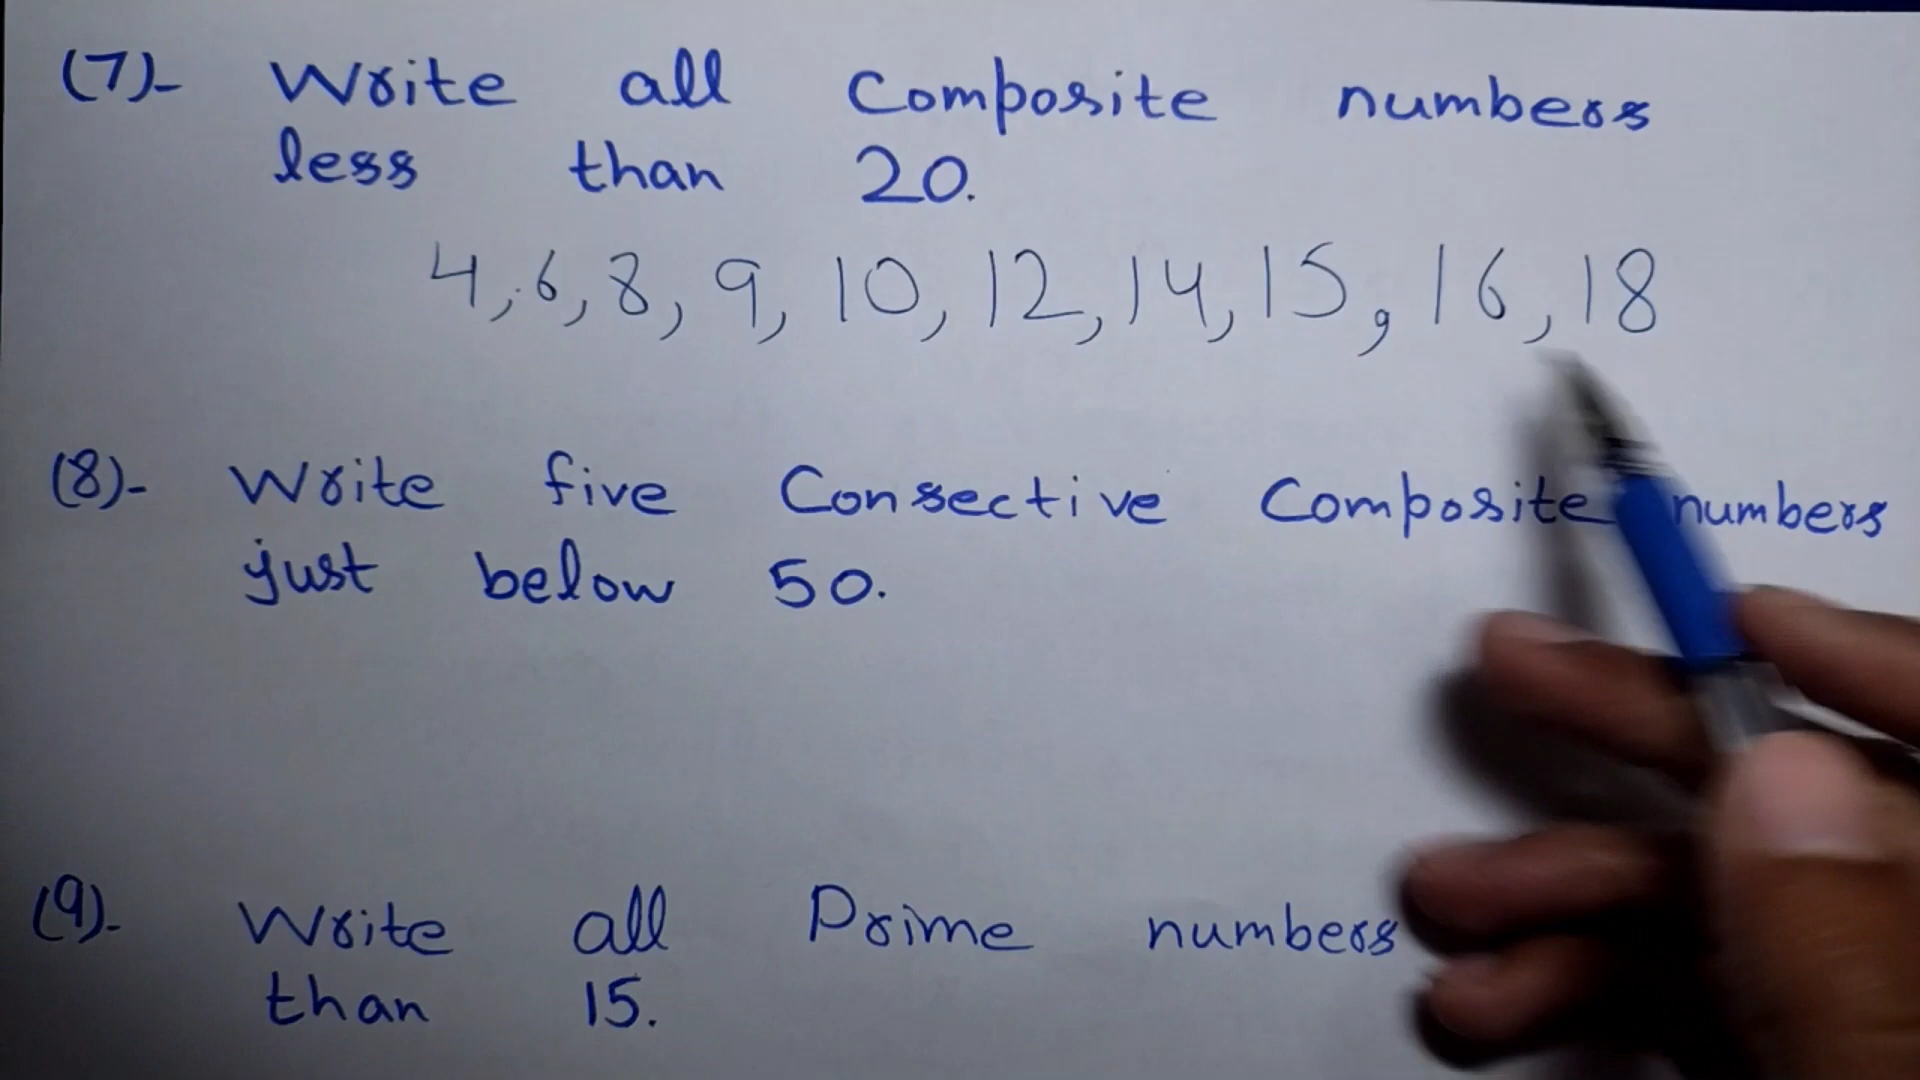 (7)- Write all Composite numbers
less than 20.
4, 6, 8, 9, 10, 12, 14, 15, 16, 18
(8)- Write five Consective Composite numbers
just below 50.
(9)- Write all Prime numbers
than 15.